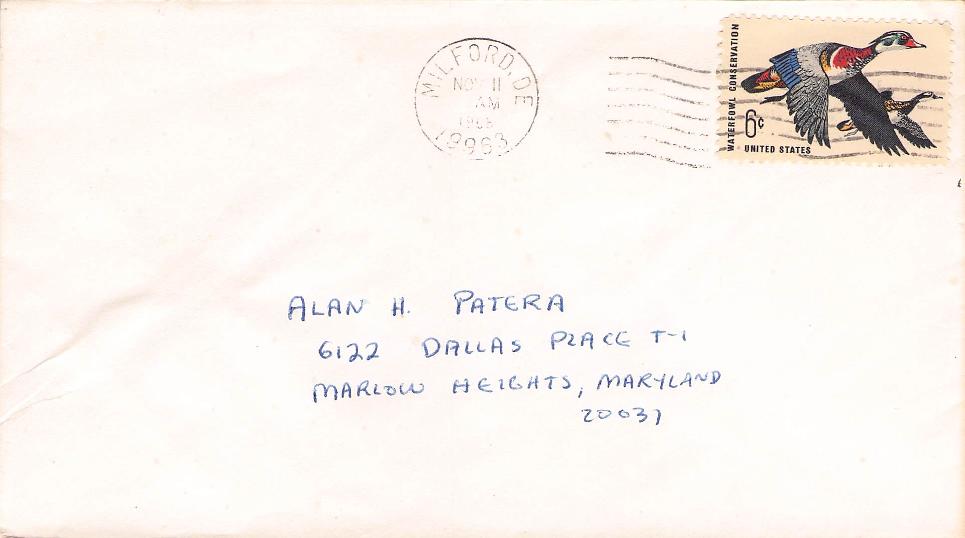 MILFORD, DE
NOV 11
AM
1968
19963
WATERFOWL CONSERVATION
6c
UNITED STATES
ALAN H. PATERA
6122 DALLAS PLACE T-1
MARLOW HEIGHTS, MARYLAND
20031